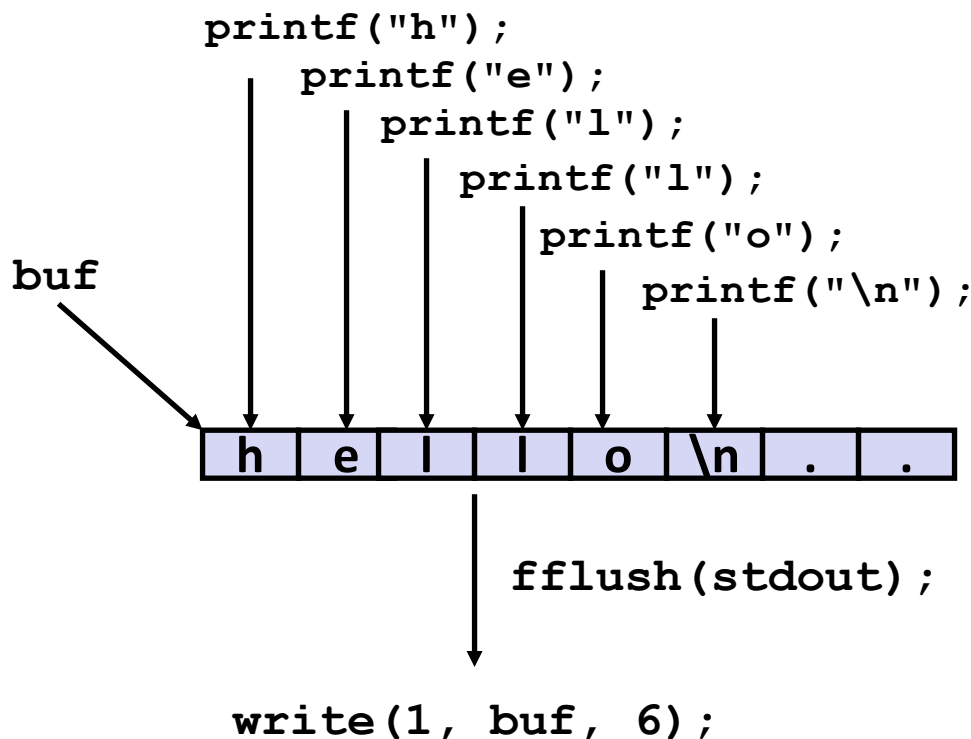 printf("h");
printf("e");
printf("l");
printf("l");
printf("o");
buf
printf("\n");
h e l l o \n . .
fflush(stdout);
write(1, buf, 6);